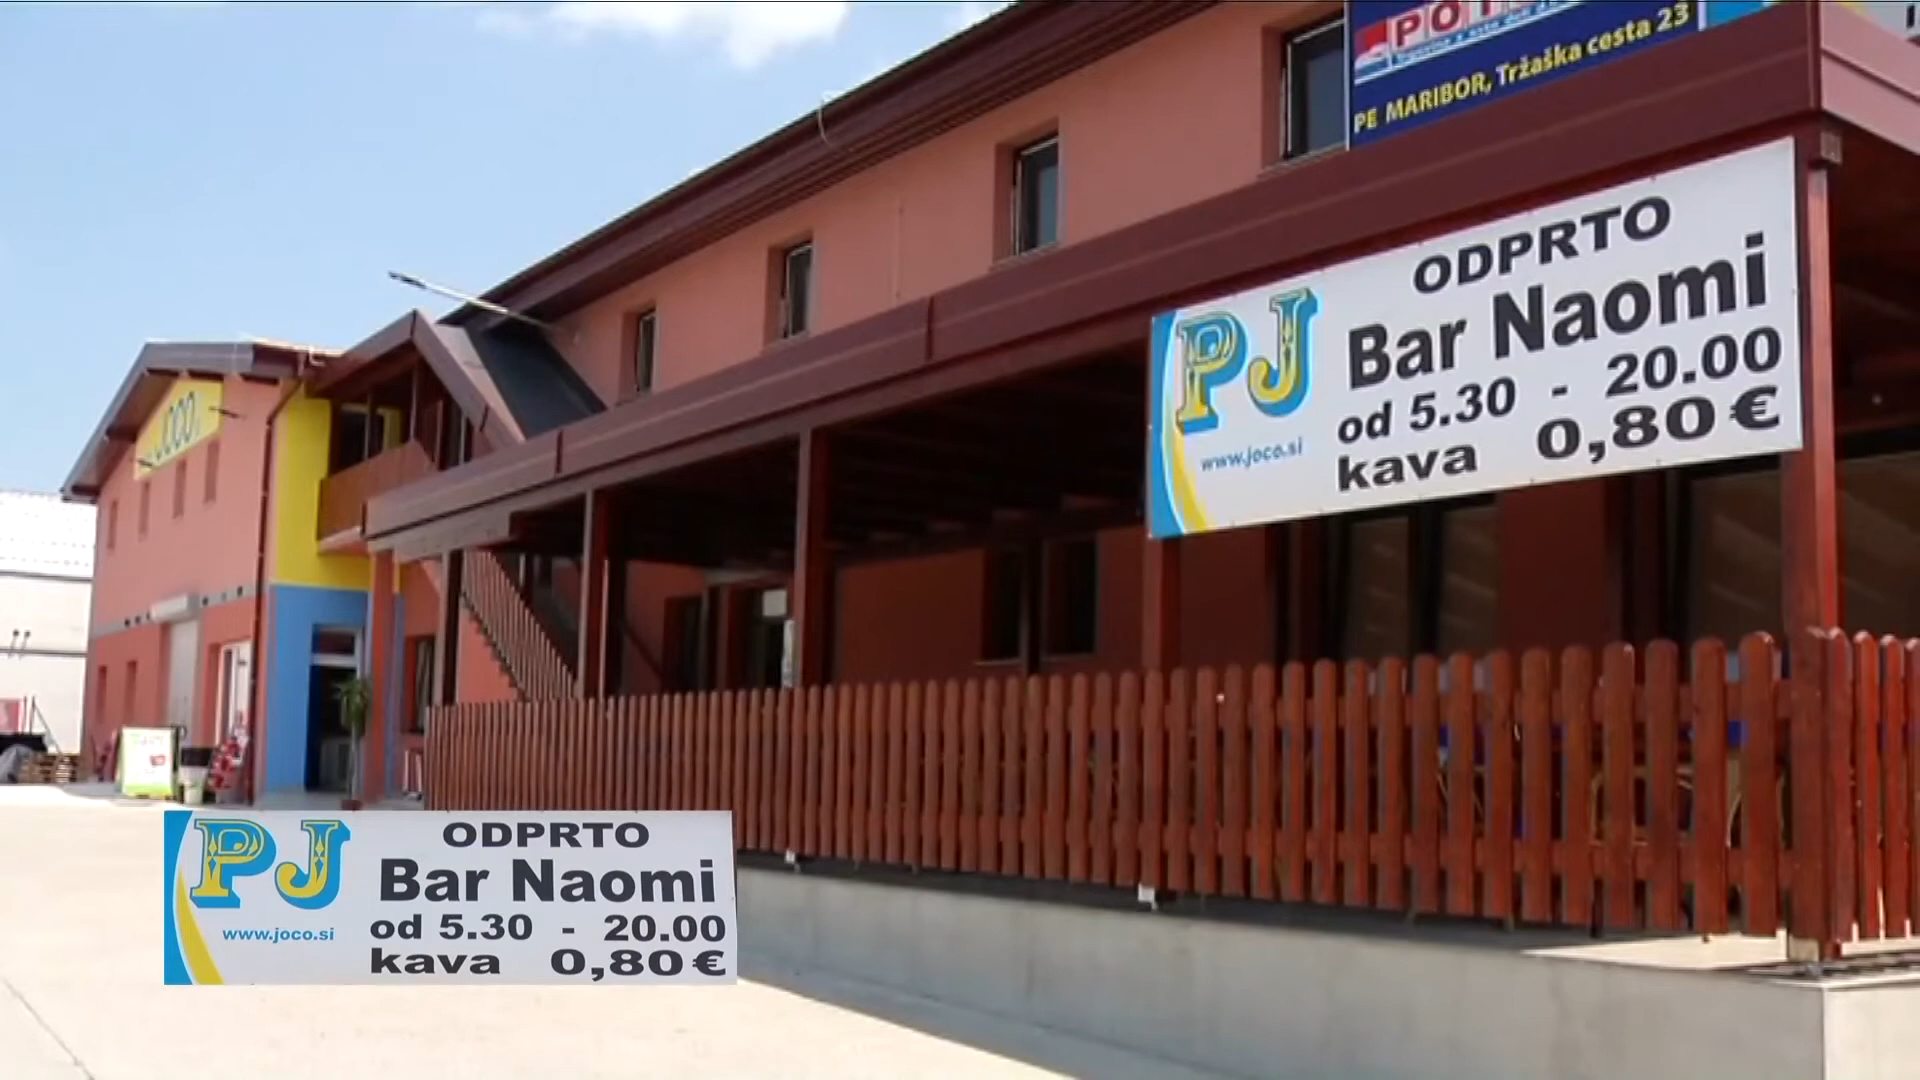 PE MARIBOR, Tržaška cesta 23
ODPRTO
PJ
Bar Naomi
od 5.30 - 20.00
www.joco.si
kava 0,80 €
JOCO
PJ
ODPRTO
Bar Naomi
www.joco.si
od 5.30 - 20.00
kava 0,80 €